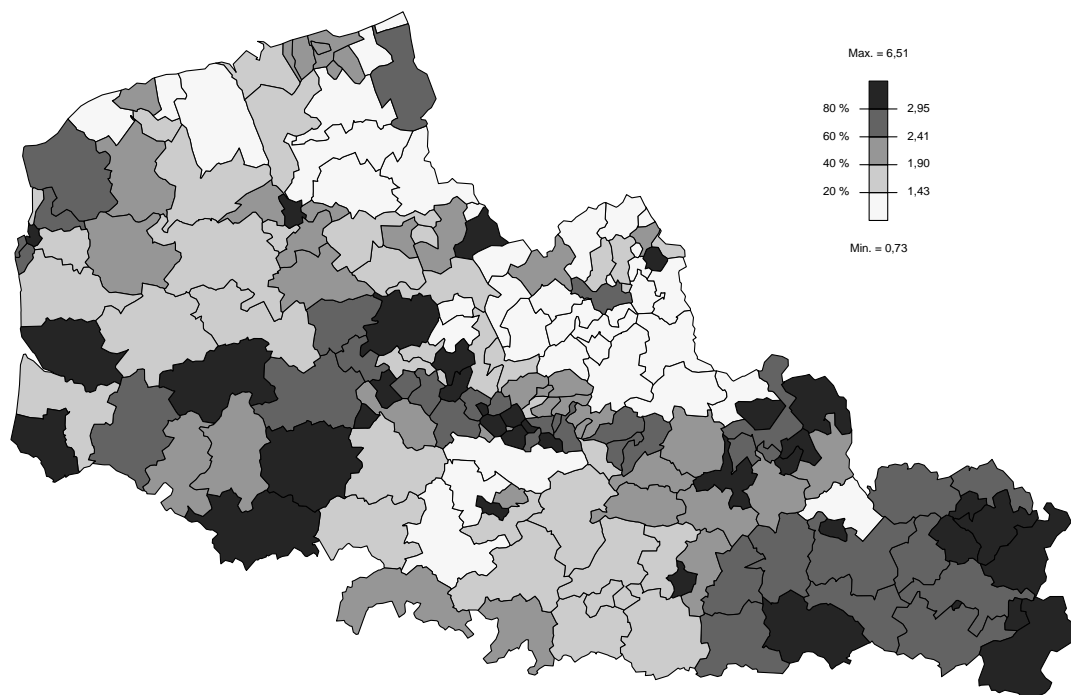 Max. = 6,51
80 % 2,95
60 % 2,41
40 % 1,90
20 % 1,43
Min. = 0,73